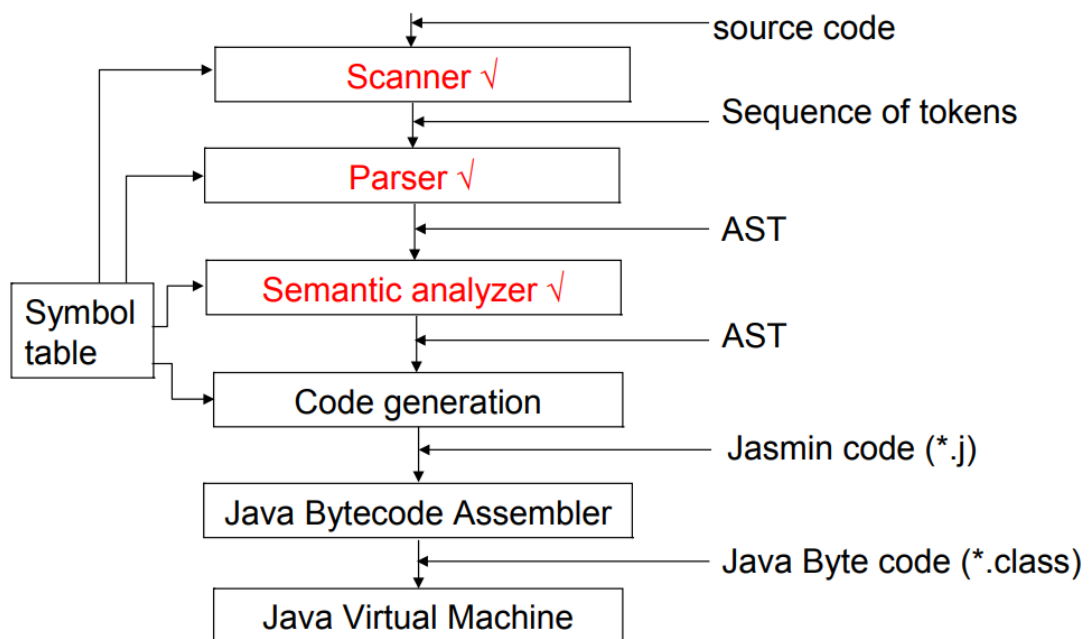 source code
Scanner √
Sequence of tokens
Parser √
AST
Semantic analyzer √
Symbol
table
AST
Code generation
Jasmin code (*.j)
Java Bytecode Assembler
Java Byte code (*.class)
Java Virtual Machine